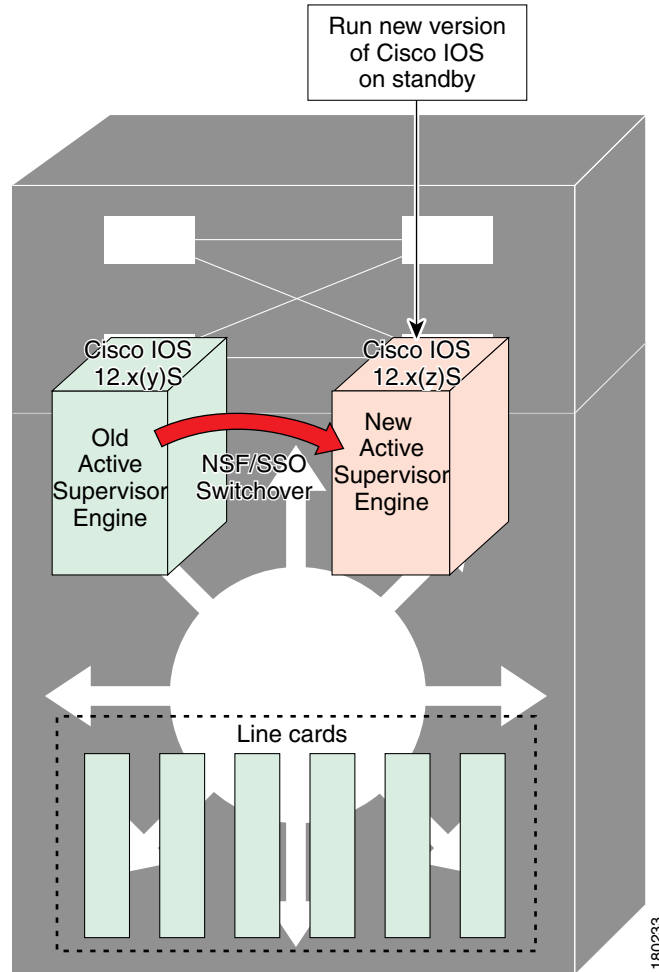 Run new version
of Cisco IOS
on standby
Cisco IOS
12.x(y)S
Old
Active
Supervisor
Engine
NSF/SSO
Switchover
Cisco IOS
12.x(z)S
New
Active
Supervisor
Engine
Line cards
180233